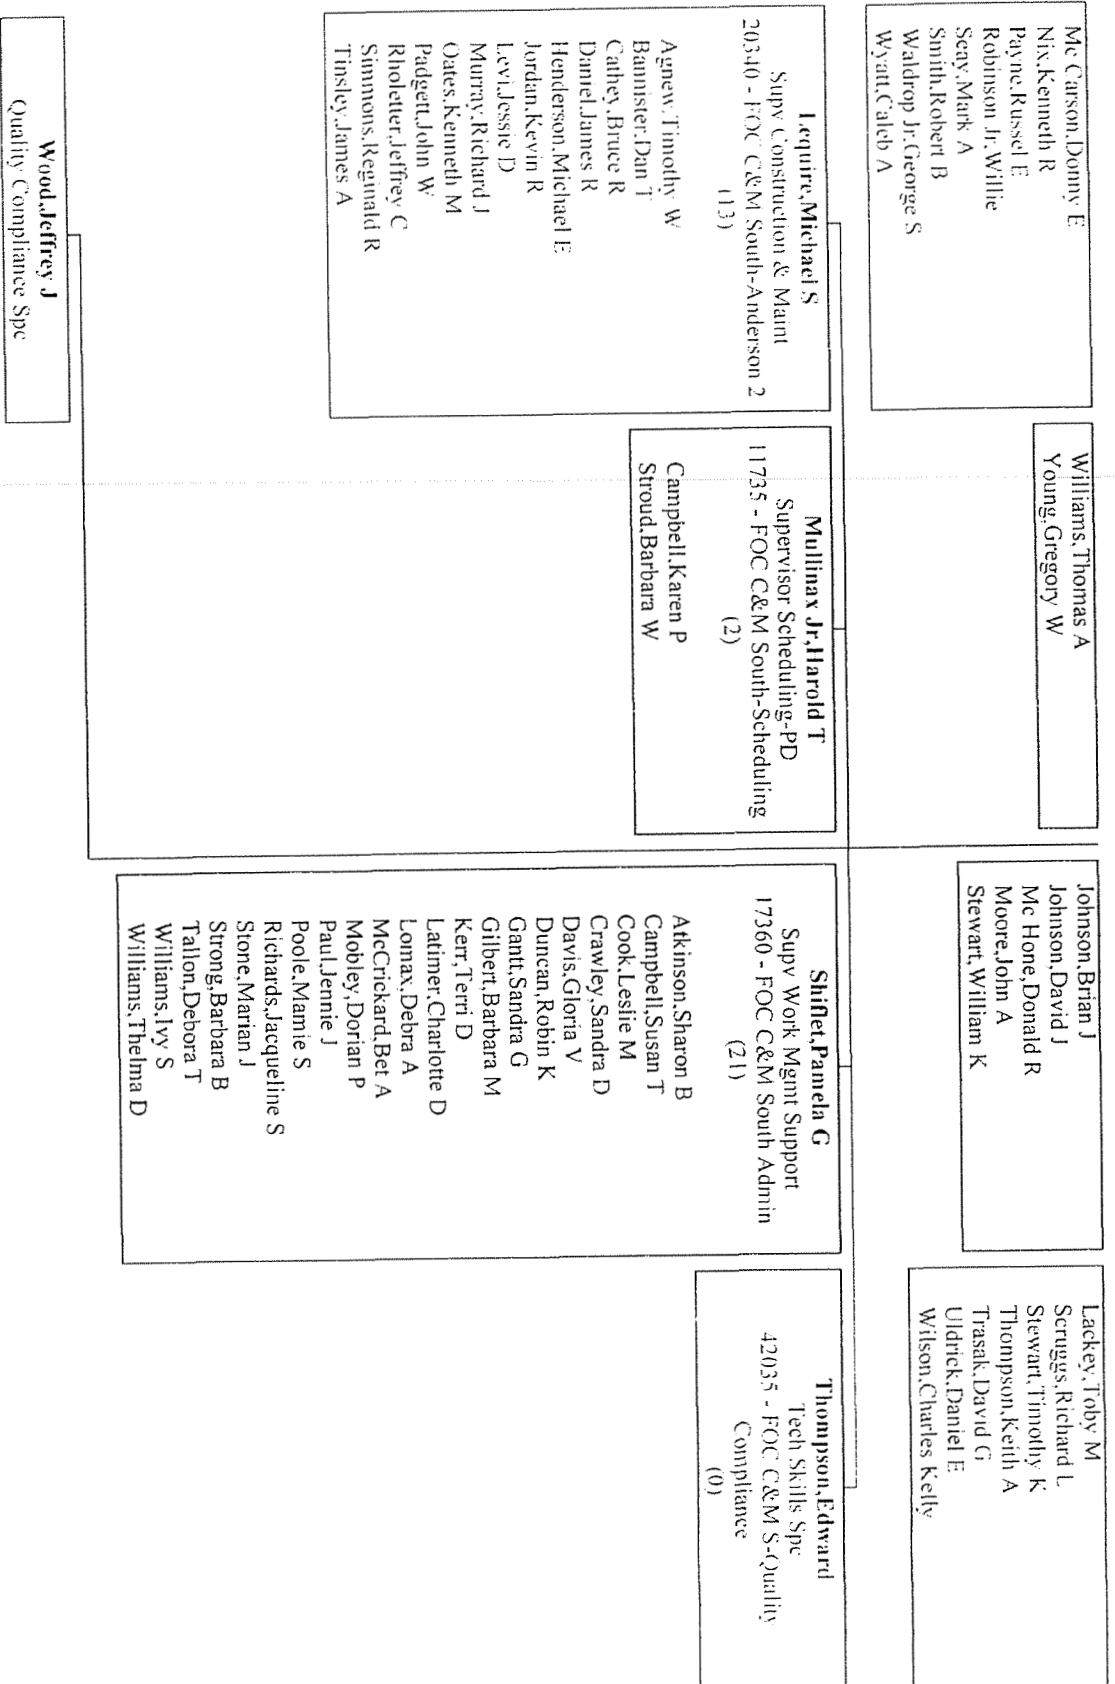 Mc Carson,Donny E
Nix,Kenneth R
Payne,Russel E
Robinson Jr,Willie
Seay,Mark A
Smith,Robert B
Waldrop Jr,George S
Wyatt,Caleb A
Williams,Thomas A
Young,Gregory W
Johnson,Brian J
Johnson,David J
Mc Hone,Donald R
Moore,John A
Stewart,William K
Lackey,Toby M
Scruggs,Richard L
Stewart,Timothy K
Thompson,Keith A
Trasak,David G
Uldrick,Daniel E
Wilson,Charles Kelly
Lequire,Michael S
Supv Construction & Maint
20340 - FOC C&M South-Anderson 2
(13)
Agnew,Timothy W
Bannister,Dan T
Cathey,Bruce R
Daniel,James R
Henderson,Michael E
Jordan,Kevin R
Levi,Jessie D
Murray,Richard J
Oates,Kenneth M
Padgett,John W
Rholetter,Jeffrey C
Simmons,Reginald R
Tinsley,James A
Mullinax Jr,Harold T
Supervisor Scheduling-PD
11735 - FOC C&M South-Scheduling
(2)
Campbell,Karen P
Stroud,Barbara W
Shiflet,Pamela G
Supv Work Mgmt Support
17360 - FOC C&M South Admin
(21)
Atkinson,Sharon B
Campbell,Susan T
Cook,Leslie M
Crawley,Sandra D
Davis,Gloria V
Duncan,Robin K
Gantt,Sandra G
Gilbert,Barbara M
Kerr,Terri D
Latimer,Charlotte D
Lomax,Debra A
McCrickard,Bet A
Mobley,Dorian P
Paul,Jennie J
Poole,Mamie S
Richards,Jacqueline S
Stone,Marian J
Strong,Barbara B
Tallon,Debora T
Williams,Ivy S
Williams,Thelma D
Thompson,Edward
Tech Skills Spc
42035 - FOC C&M S-Quality
Compliance
(0)
Wood,Jeffrey J
Quality Compliance Spc